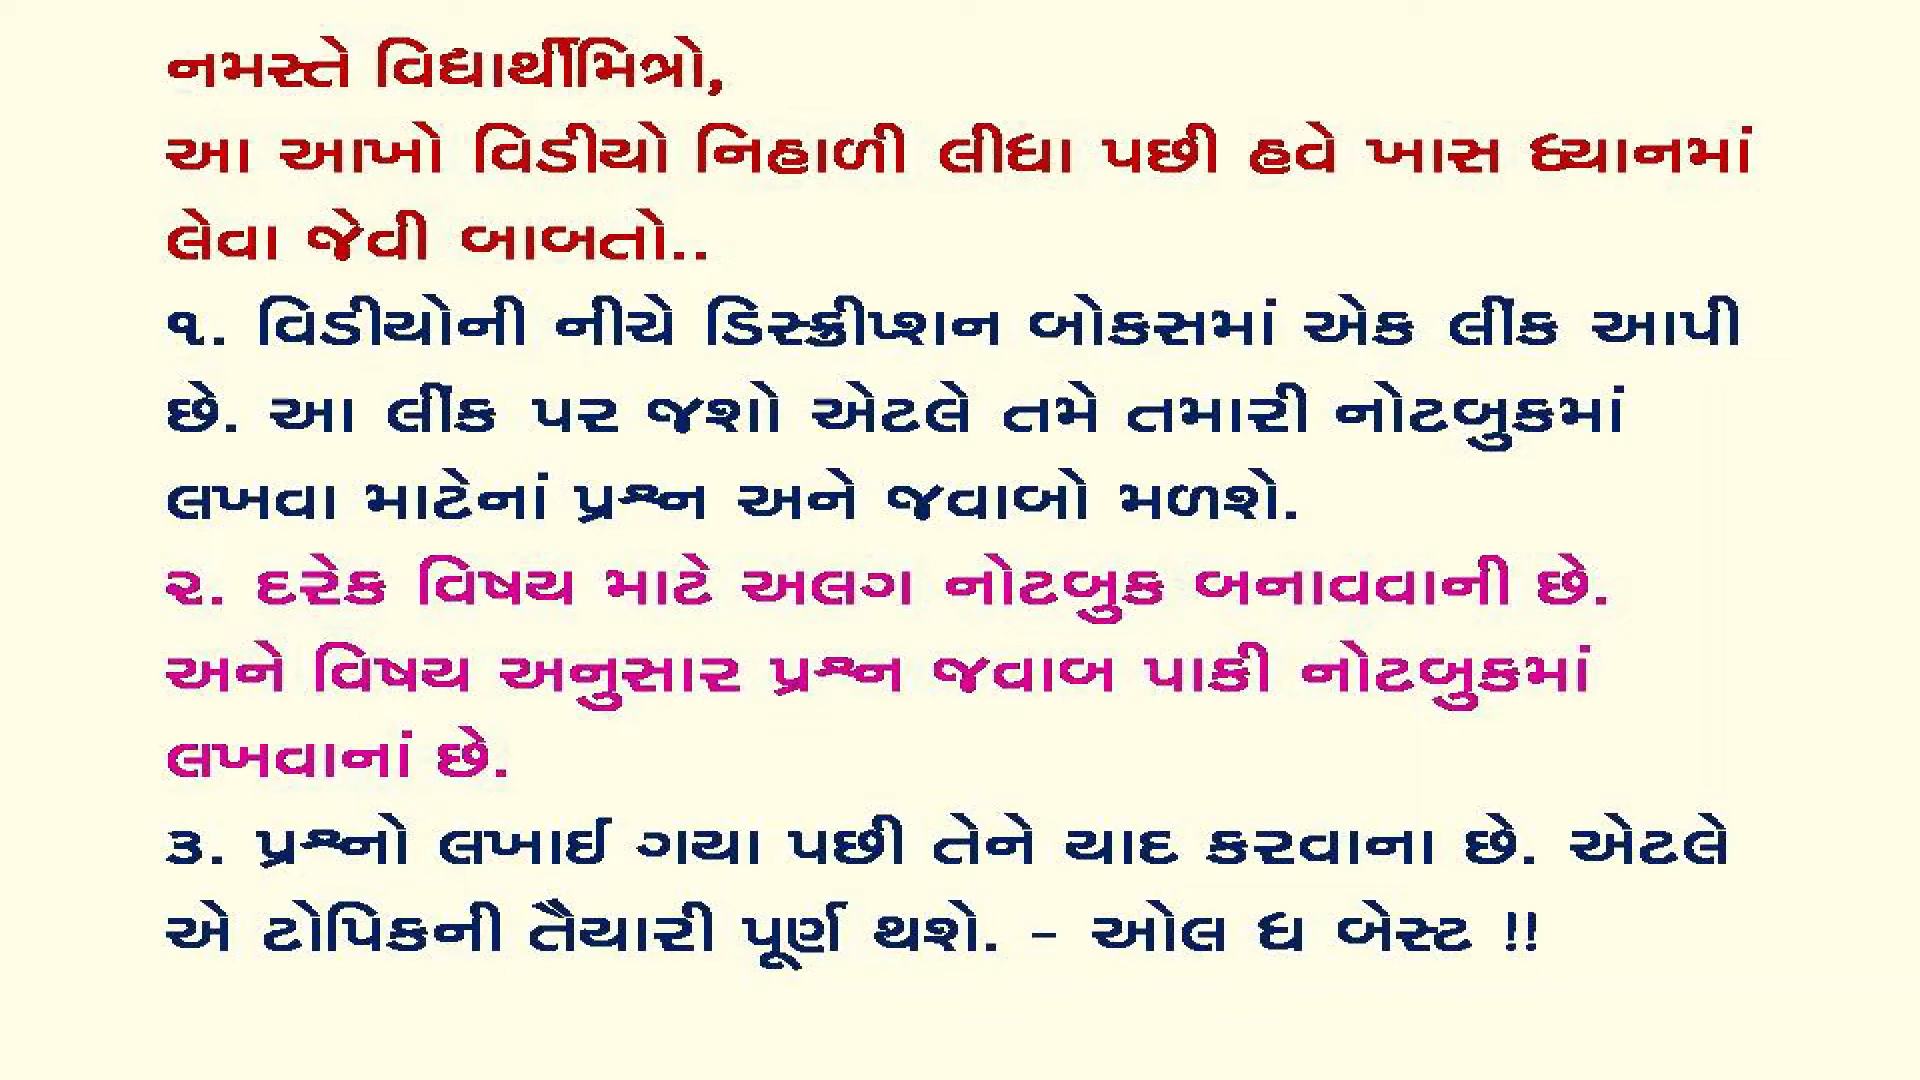 નમસ્તે વિદ્યાર્થીમિત્રો,
આ આખો વિડીયો નિહાળી લીધા પછી હવે ખાસ ધ્યાનમાં
લેવા જેવી બાબતો..
૧. વિડીયોની નીચે ડિસ્ક્રીપ્શન બોકસમાં એક લીંક આપી
છે. આ લીંક પર જશો એટલે તમે તમારી નોટબુકમાં
લખવા માટેનાં પ્રશ્ન અને જવાબો મળશે.
૨. દરેક વિષય માટે અલગ નોટબુક બનાવવાની છે.
અને વિષય અનુસાર પ્રશ્ન જવાબ પાકી નોટબુકમાં
લખવાનાં છે.
૩. પ્રશ્નો લખાઈ ગયા પછી તેને યાદ કરવાના છે. એટલે
એ ટોપિકની તૈયારી પૂર્ણ થશે. - ઓલ ધ બેસ્ટ !!